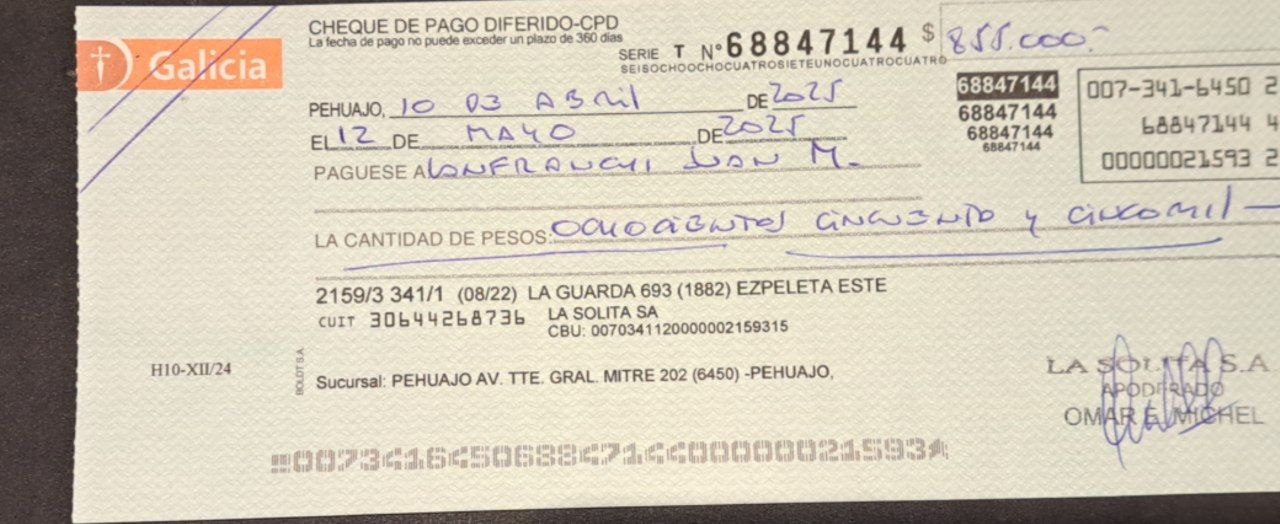 CHEQUE DE PAGO DIFERIDO-CPD
La fecha de pago no puede exceder un plazo de 360 días
SERIE T Nº 68847144 $ 855.000.-
SEISOCHOOCHOCUATROSIETEUNOCUATROCUATRO
Galicia
PEHUAJO, 10 D3 ABril DE 2025
EL 12 DE MAYO DE 2025
PAGUESE A LANFRANCHI JUAN M.
68847144
68847144
68847144
68847144
007-341-6450 2
68847144 4
00000021593 2
LA CANTIDAD DE PESOS: OCHOCIENTOS CINCUENTA y CINCO MIL —
2159/3 341/1 (08/22) LA GUARDA 693 (1882) EZPELETA ESTE
CUIT 30644268736 LA SOLITA SA
CBU: 0070341120000002159315
H10-XII/24
BOLDT S.A.
Sucursal: PEHUAJO AV. TTE. GRAL. MITRE 202 (6450) -PEHUAJO,
LA SOLITA S.A
APODERADO
OMAR E. MICHEL
00734164506884714400000021593